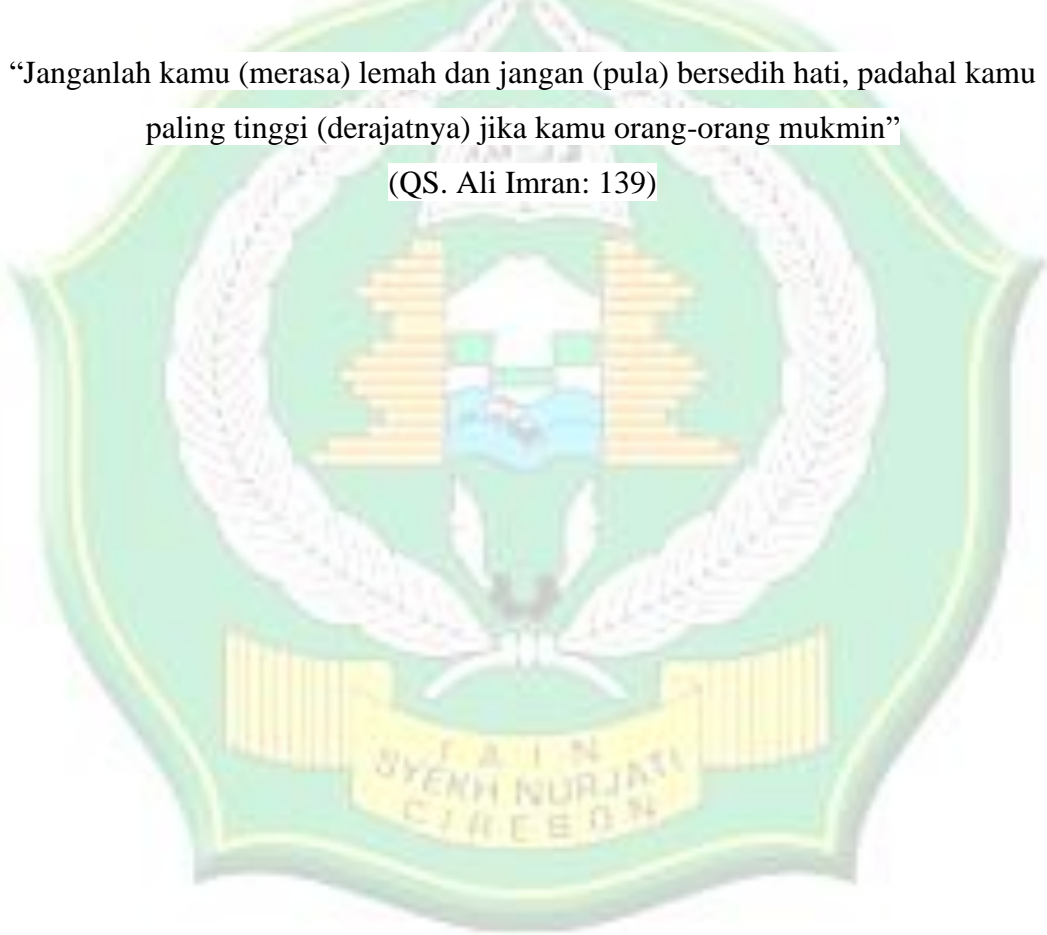 “Janganlah kamu (merasa) lemah dan jangan (pula) bersedih hati, padahal kamu
paling tinggi (derajatnya) jika kamu orang-orang mukmin”
(QS. Ali Imran: 139)
I A I N
SYEKH NURJATI
CIREBON